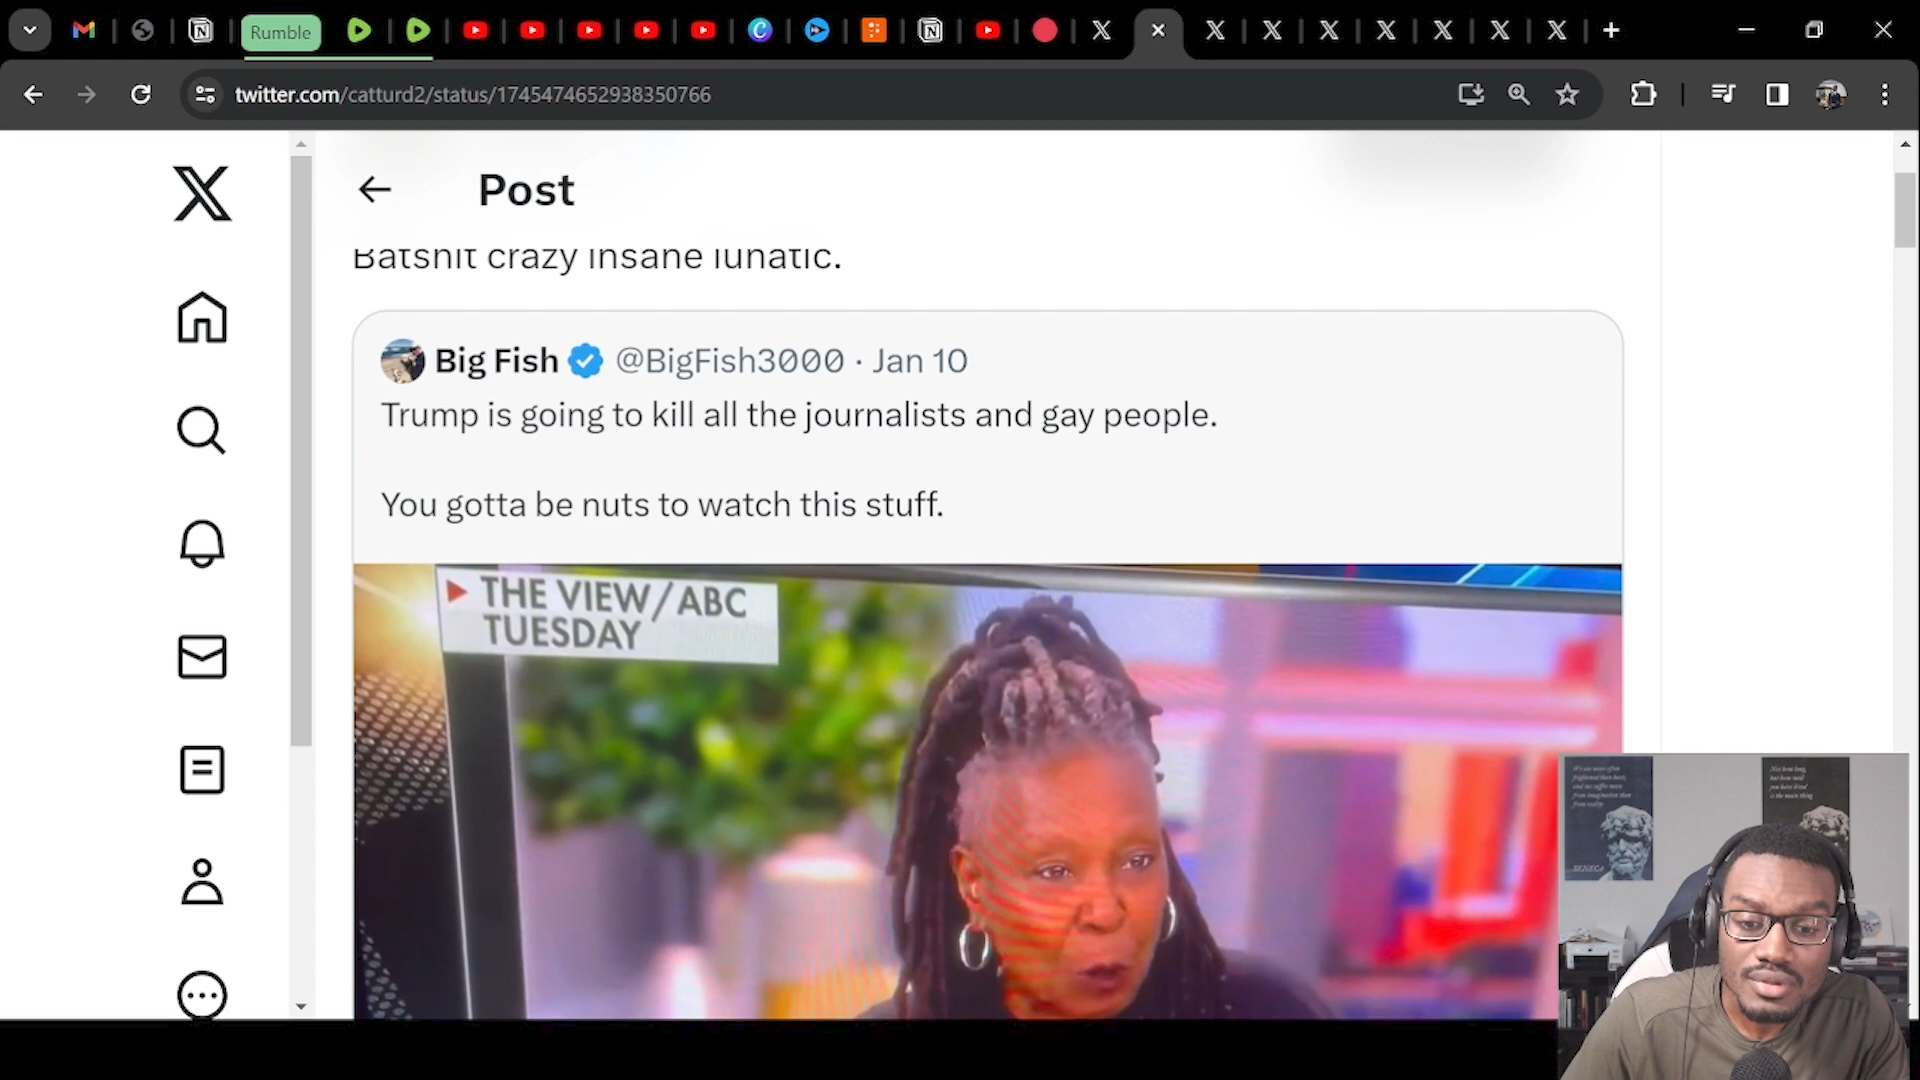 Rumble
twitter.com/catturd2/status/1745474652938350766
Post
Batshit crazy insane lunatic.
Big Fish @BigFish3000 · Jan 10
Trump is going to kill all the journalists and gay people.
You gotta be nuts to watch this stuff.
THE VIEW/ABC
TUESDAY
SENECA